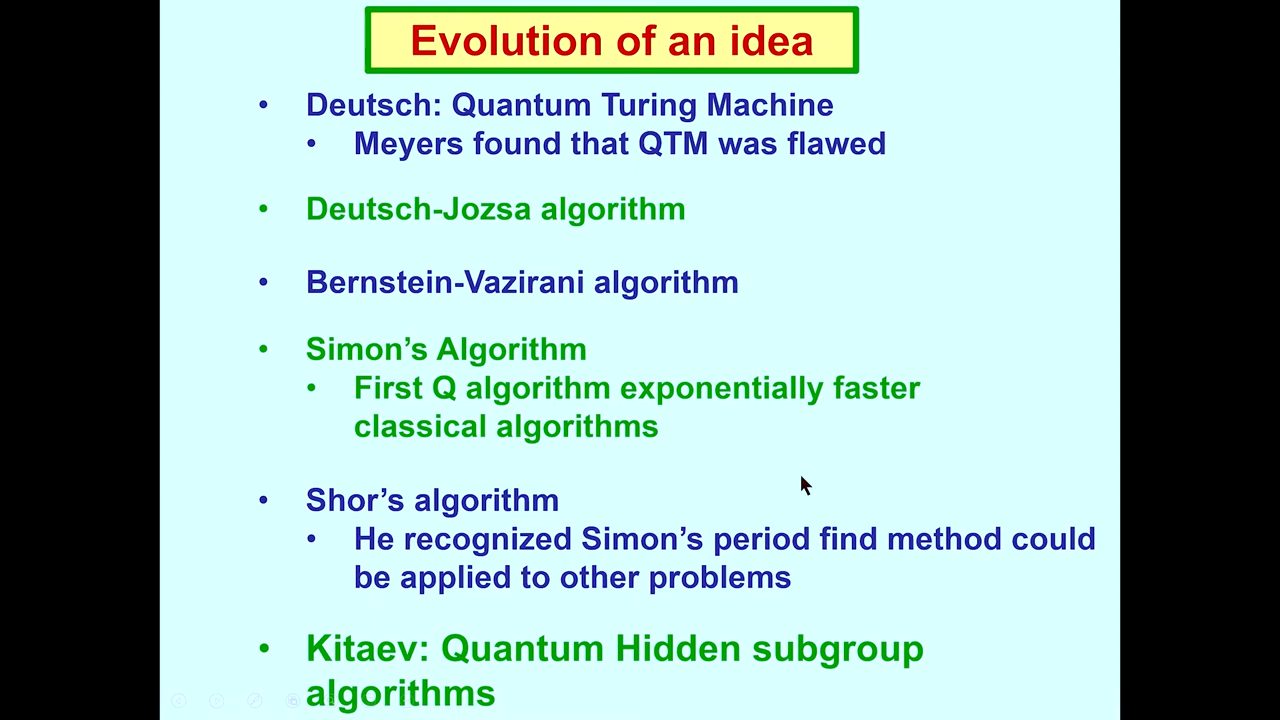 Evolution of an idea
• Deutsch: Quantum Turing Machine
• Meyers found that QTM was flawed
• Deutsch-Jozsa algorithm
• Bernstein-Vazirani algorithm
• Simon’s Algorithm
• First Q algorithm exponentially faster
classical algorithms
• Shor’s algorithm
• He recognized Simon’s period find method could
be applied to other problems
• Kitaev: Quantum Hidden subgroup
algorithms